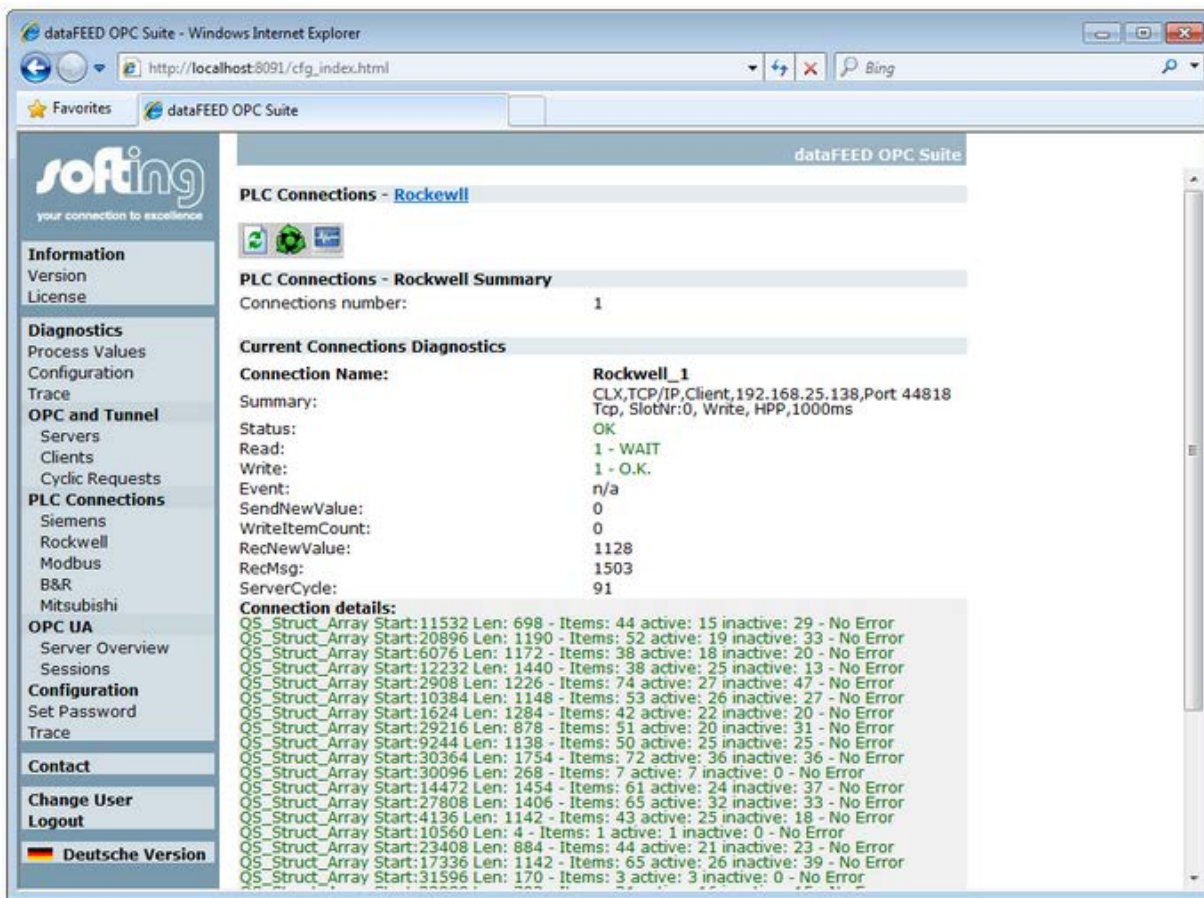 dataFEED OPC Suite - Windows Internet Explorer
http://localhost:8091/cfg_index.html
Bing
Favorites
dataFEED OPC Suite
softing
your connection to excellence
Information
Version
License
Diagnostics
Process Values
Configuration
Trace
OPC and Tunnel
Servers
Clients
Cyclic Requests
PLC Connections
Siemens
Rockwell
Modbus
B&R
Mitsubishi
OPC UA
Server Overview
Sessions
Configuration
Set Password
Trace
Contact
Change User
Logout
Deutsche Version
dataFEED OPC Suite
PLC Connections - Rockewll
PLC Connections - Rockwell Summary
Connections number: 1
Current Connections Diagnostics
Connection Name: Rockwell_1
Summary: CLX,TCP/IP,Client,192.168.25.138,Port 44818
Tcp, SlotNr:0, Write, HPP,1000ms
Status: OK
Read: 1 - WAIT
Write: 1 - O.K.
Event: n/a
SendNewValue: 0
WriteItemCount: 0
RecNewValue: 1128
RecMsg: 1503
ServerCycle: 91
Connection details:
QS_Struct_Array Start:11532 Len: 698 - Items: 44 active: 15 inactive: 29 - No Error
QS_Struct_Array Start:20896 Len: 1190 - Items: 52 active: 19 inactive: 33 - No Error
QS_Struct_Array Start:6076 Len: 1172 - Items: 38 active: 18 inactive: 20 - No Error
QS_Struct_Array Start:12232 Len: 1440 - Items: 38 active: 25 inactive: 13 - No Error
QS_Struct_Array Start:2908 Len: 1226 - Items: 74 active: 27 inactive: 47 - No Error
QS_Struct_Array Start:10384 Len: 1148 - Items: 53 active: 26 inactive: 27 - No Error
QS_Struct_Array Start:1624 Len: 1284 - Items: 42 active: 22 inactive: 20 - No Error
QS_Struct_Array Start:29216 Len: 878 - Items: 51 active: 20 inactive: 31 - No Error
QS_Struct_Array Start:9244 Len: 1138 - Items: 50 active: 25 inactive: 25 - No Error
QS_Struct_Array Start:30364 Len: 1754 - Items: 72 active: 36 inactive: 36 - No Error
QS_Struct_Array Start:30096 Len: 268 - Items: 7 active: 7 inactive: 0 - No Error
QS_Struct_Array Start:14472 Len: 1454 - Items: 61 active: 24 inactive: 37 - No Error
QS_Struct_Array Start:27808 Len: 1406 - Items: 65 active: 32 inactive: 33 - No Error
QS_Struct_Array Start:4136 Len: 1142 - Items: 43 active: 25 inactive: 18 - No Error
QS_Struct_Array Start:10560 Len: 4 - Items: 1 active: 1 inactive: 0 - No Error
QS_Struct_Array Start:23408 Len: 884 - Items: 44 active: 21 inactive: 23 - No Error
QS_Struct_Array Start:17336 Len: 1142 - Items: 65 active: 26 inactive: 39 - No Error
QS_Struct_Array Start:31596 Len: 170 - Items: 3 active: 3 inactive: 0 - No Error